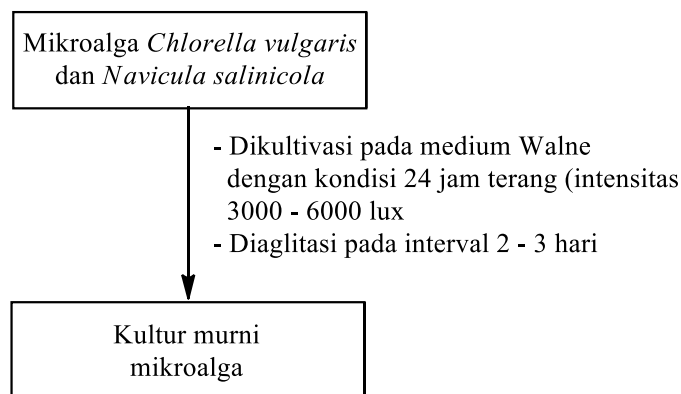 Mikroalga Chlorella vulgaris
dan Navicula salinicola
- Dikultivasi pada medium Walne
dengan kondisi 24 jam terang (intensitas
3000 - 6000 lux
- Diaglitasi pada interval 2 - 3 hari
Kultur murni
mikroalga